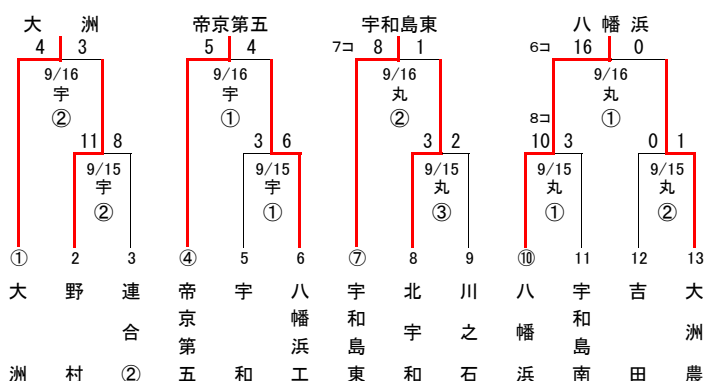 大 洲 帝京第五 宇和島東 八 幡 浜
4 3 5 4 7コ 8 1 6コ 16 0
9/16 9/16 9/16 9/16
宇 宇 丸 丸
② ① ② ①
8コ
11 8 3 6 3 2 10 3 0 1
9/15 9/15 9/15 9/15 9/15
宇 宇 丸 丸 丸
② ① ③ ① ②
① 2 3 ④ 5 6 ⑦ 8 9 ⑩ 11 12 13
大洲
野村
連合②
帝京第五
宇和
八幡浜工
宇和島東
北宇和
川之石
八幡浜
宇和島南
吉田
大洲農